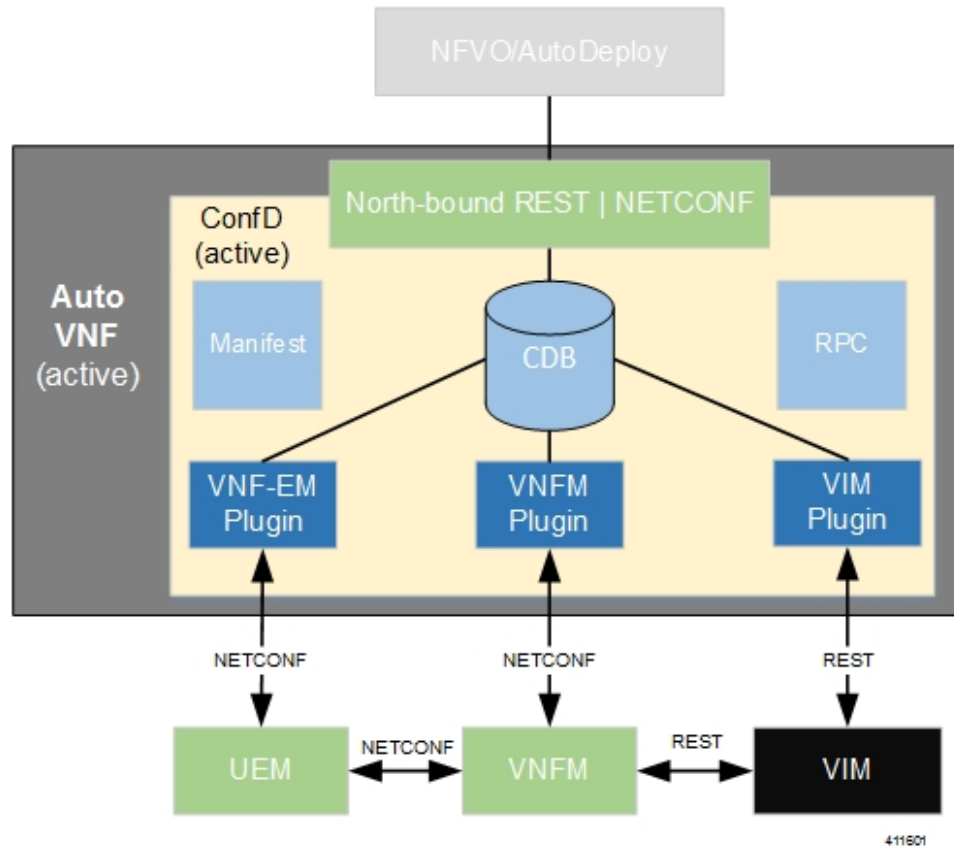 NFVO/AutoDeploy
North-bound REST | NETCONF
ConfD
(active)
Auto
VNF
(active)
Manifest
CDB
RPC
VNF-EM
Plugin
VNFM
Plugin
VIM
Plugin
NETCONF
NETCONF
REST
UEM
NETCONF
VNFM
REST
VIM
411601